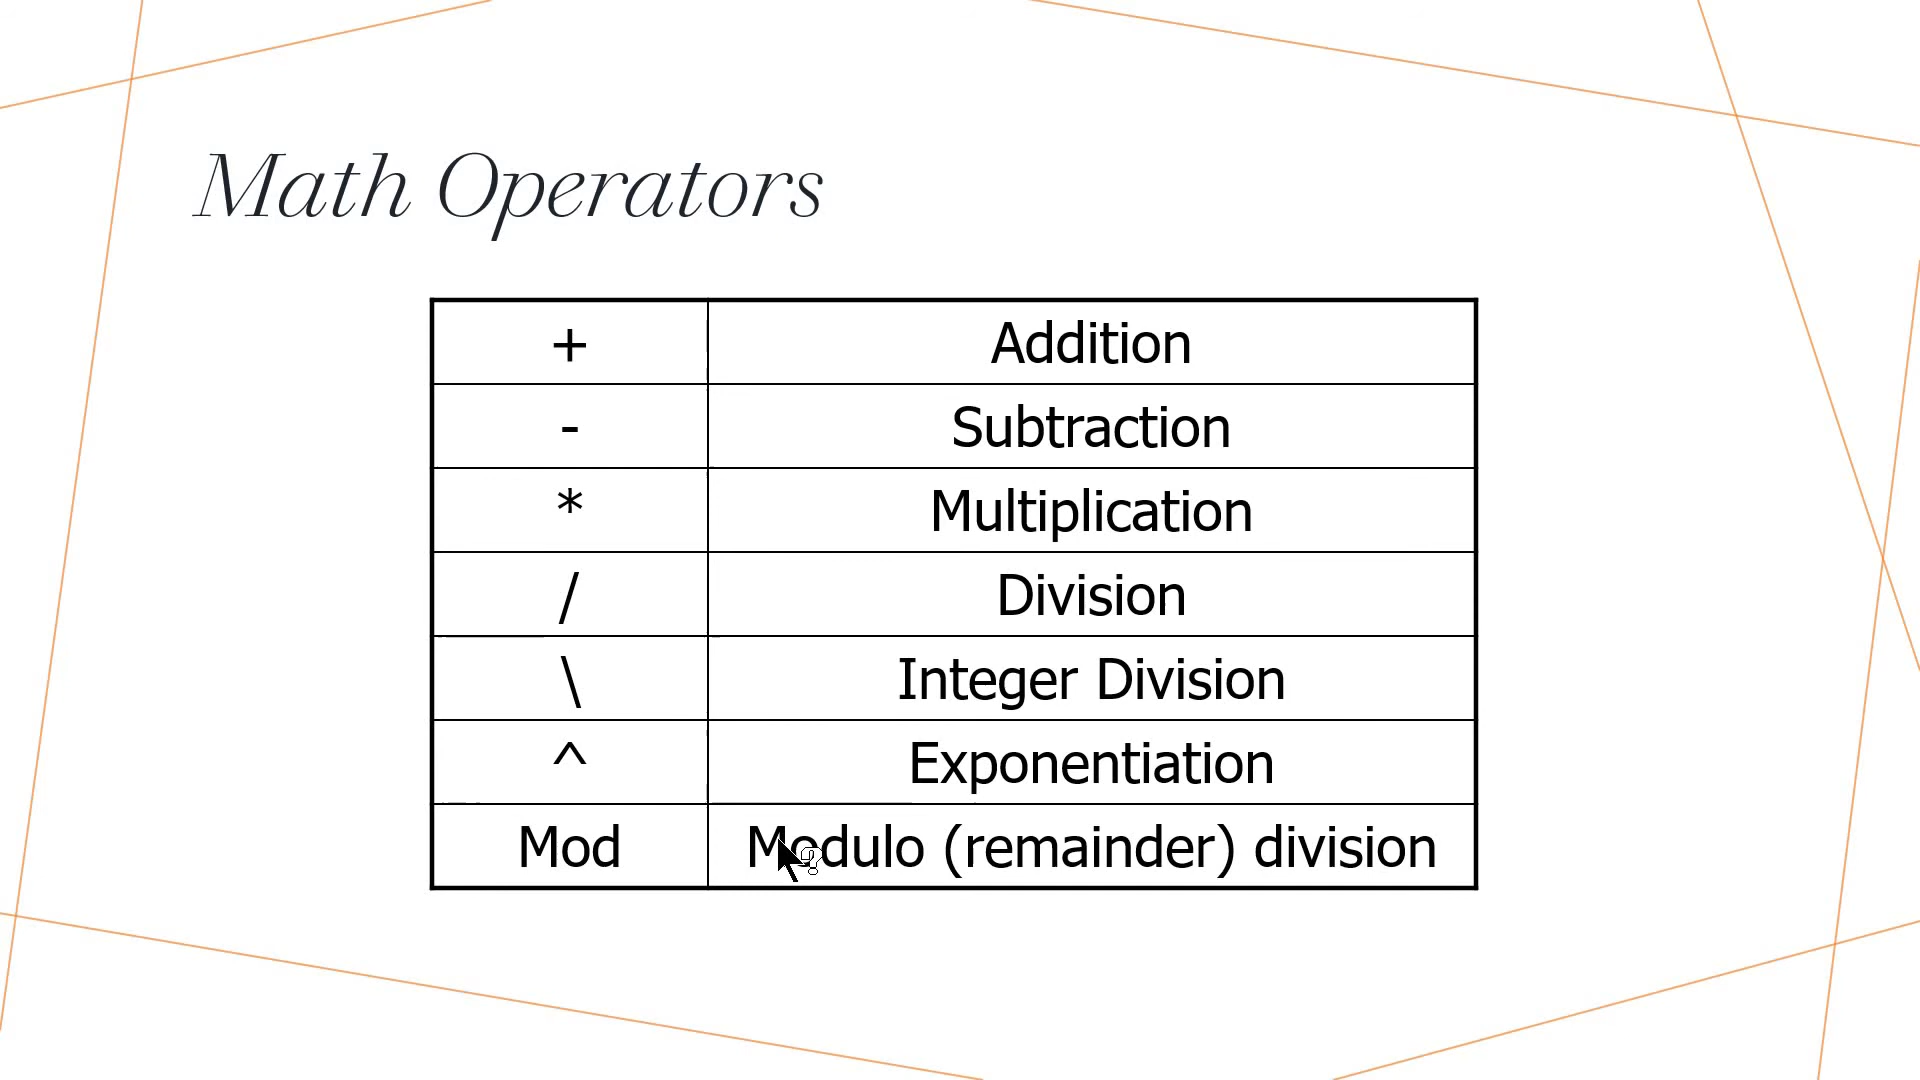 Math Operators
+ Addition
- Subtraction
* Multiplication
/ Division
\ Integer Division
^ Exponentiation
Mod Modulo (remainder) division